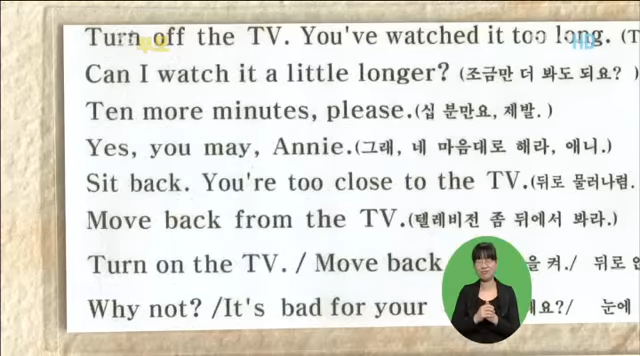 Turn off the TV. You've watched it too long. (T
Can I watch it a little longer? (조금만 더 봐도 되요? )
Ten more minutes, please.(십 분만요, 제발. )
Yes, you may, Annie.(그래, 네 마음대로 해라, 애니.)
Sit back. You're too close to the TV.(뒤로 물러나렴.
Move back from the TV.(텔레비전 좀 뒤에서 봐라.)
Turn on the TV. / Move back 을 켜./ 뒤로
Why not? /It's bad for your 요?/ 눈에
HD